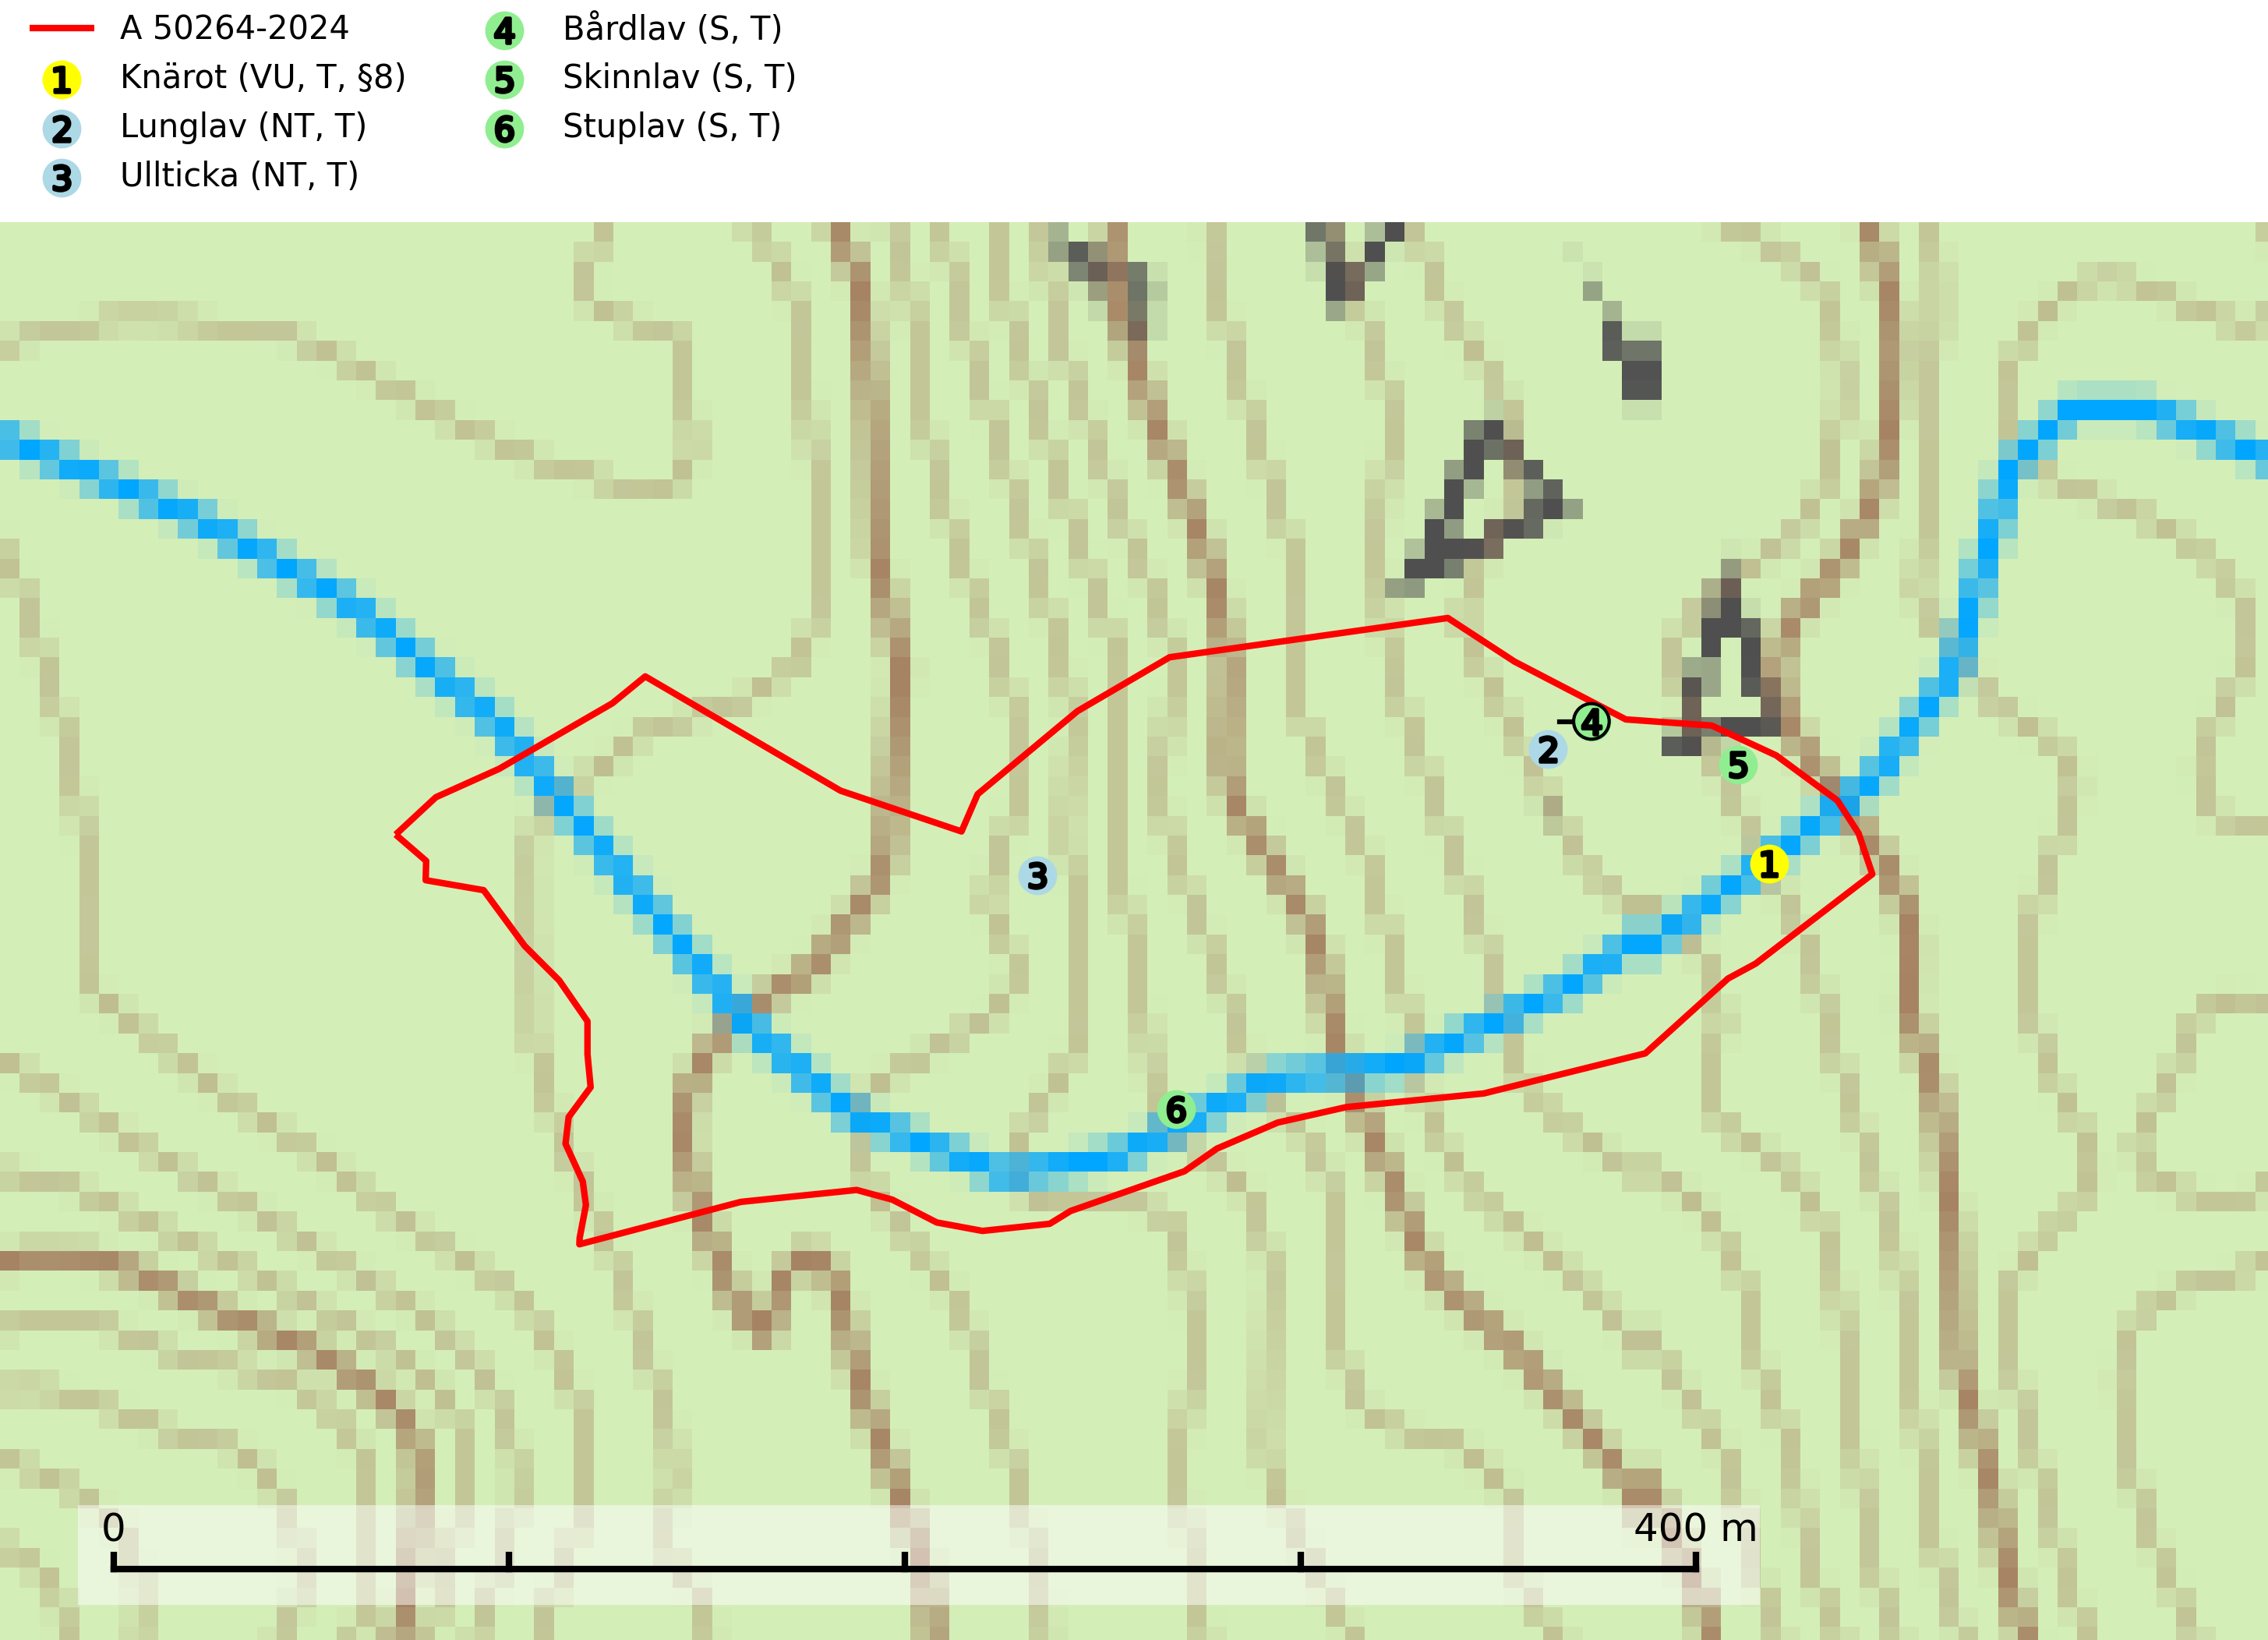 A 50264-2024
1 Knärot (VU, T, §8)
2 Lunglav (NT, T)
3 Ullticka (NT, T)
4 Bårdlav (S, T)
5 Skinnlav (S, T)
6 Stuplav (S, T)
4
2
5
1
3
6
0 400 m